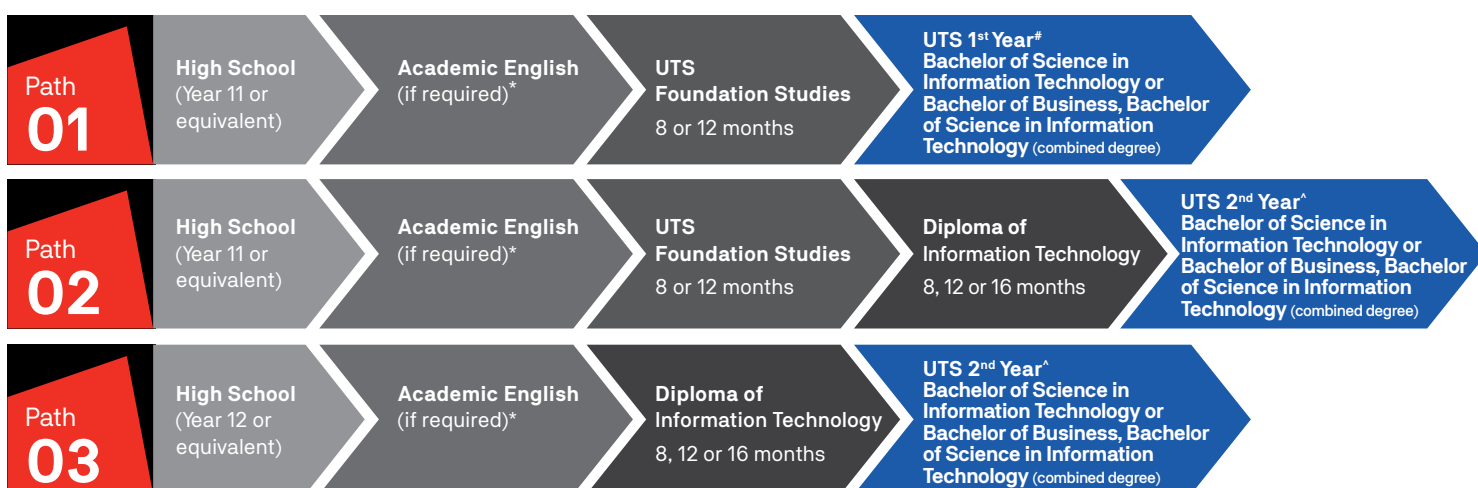 Path
01
High School
(Year 11 or
equivalent)
Academic English
(if required)*
UTS
Foundation Studies
8 or 12 months
UTS 1st Year#
Bachelor of Science in
Information Technology or
Bachelor of Business, Bachelor
of Science in Information
Technology (combined degree)
Path
02
High School
(Year 11 or
equivalent)
Academic English
(if required)*
UTS
Foundation Studies
8 or 12 months
Diploma of
Information Technology
8, 12 or 16 months
UTS 2nd Year^
Bachelor of Science in
Information Technology or
Bachelor of Business, Bachelor
of Science in Information
Technology (combined degree)
Path
03
High School
(Year 12 or
equivalent)
Academic English
(if required)*
Diploma of
Information Technology
8, 12 or 16 months
UTS 2nd Year^
Bachelor of Science in
Information Technology or
Bachelor of Business, Bachelor
of Science in Information
Technology (combined degree)